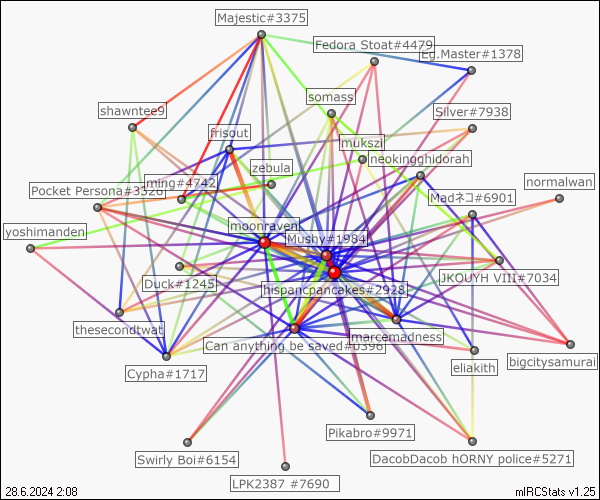 Majestic#3375
Fedora Stoat#4479
Eg.Master#1378
somass
shawntee9
Silver#7938
frisout
mukszi
neokingghidorah
zebula
ming#4742
Pocket Persona#3326
normalwan
Madネコ#6901
moonraven
yoshimanden
Mushy#1984
Duck#1245
JKOUYH VIII#7034
hispancpancakes#2928
thesecondtwat
marcemadness
Can anything be saved#0396
bigcitysamurai
eliakith
Cypha#1717
Pikabro#9971
Swirly Boi#6154
DacobDacob hORNY police#5271
LPK2387 #7690
28.6.2024 2:08
mIRCStats v1.25